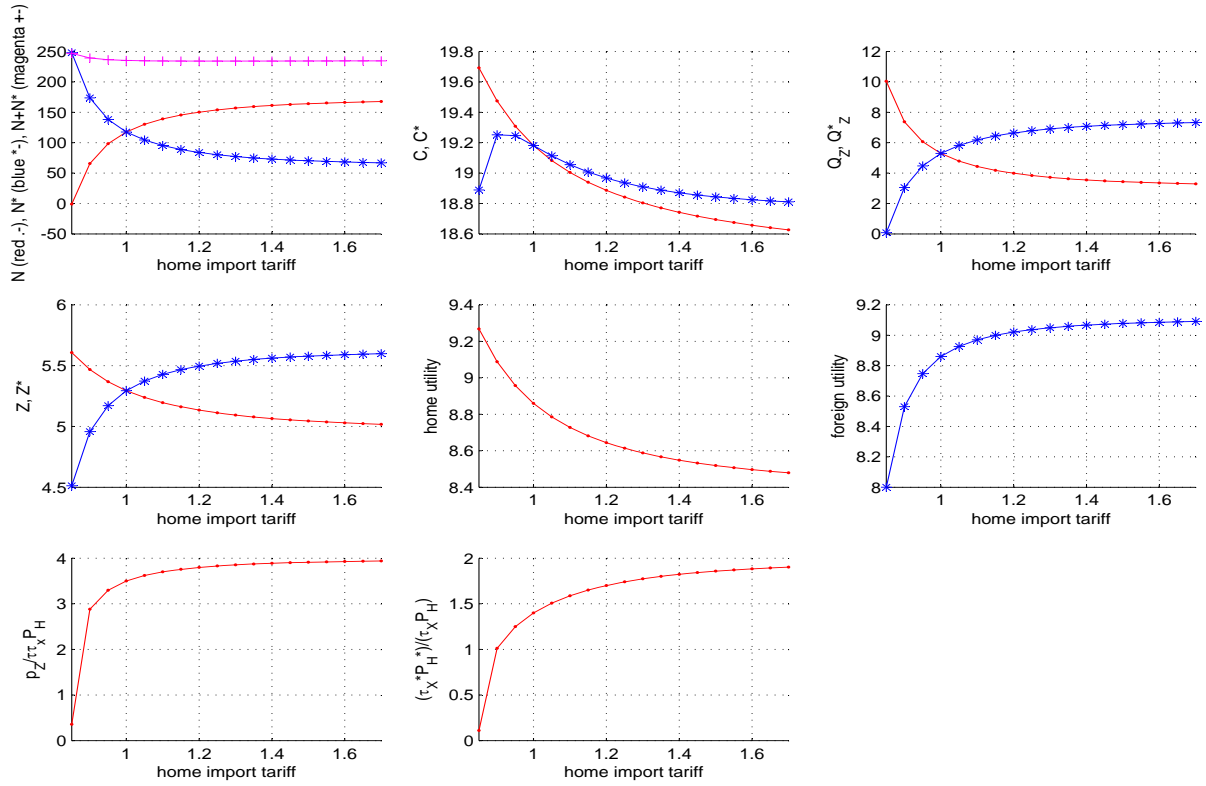 N (red .-), N* (blue *-), N+N* (magenta +-)
250
200
150
100
50
0
-50
1 1.2 1.4 1.6
home import tariff
C, C*
19.8
19.6
19.4
19.2
19
18.8
18.6
1 1.2 1.4 1.6
home import tariff
Q_Z, Q*_Z
12
10
8
6
4
2
0
1 1.2 1.4 1.6
home import tariff
Z, Z*
6
5.5
5
4.5
1 1.2 1.4 1.6
home import tariff
home utility
9.4
9.2
9
8.8
8.6
8.4
1 1.2 1.4 1.6
home import tariff
foreign utility
9.2
9
8.8
8.6
8.4
8.2
8
1 1.2 1.4 1.6
home import tariff
p_Z/ττ_xP_H
4
3
2
1
0
1 1.2 1.4 1.6
home import tariff
(τ_X*P_H*)/(τ_XP_H)
2
1.5
1
0.5
0
1 1.2 1.4 1.6
home import tariff